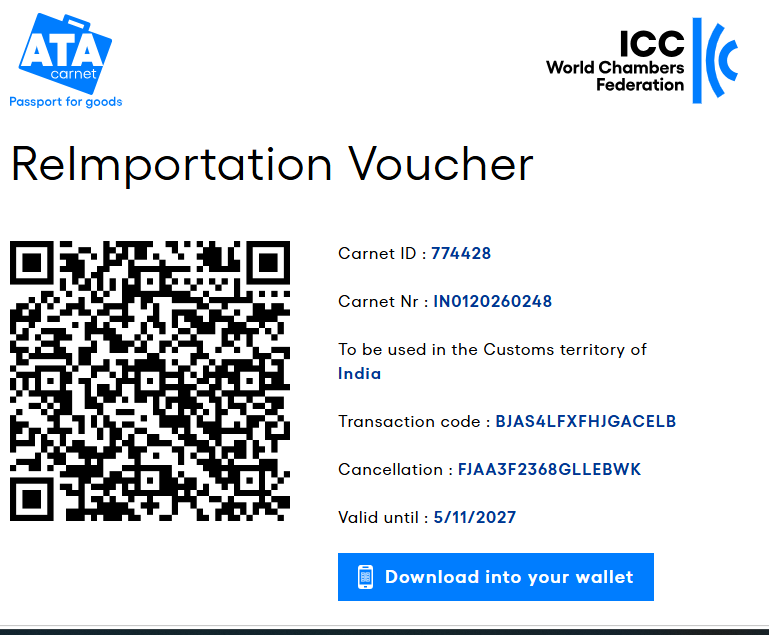 ATA
carnet
Passport for goods
ICC
World Chambers
Federation
ReImportation Voucher
Carnet ID : 774428
Carnet Nr : IN0120260248
To be used in the Customs territory of
India
Transaction code : BJAS4LFXFHJGACELB
Cancellation : FJAA3F2368GLLEBWK
Valid until : 5/11/2027
Download into your wallet